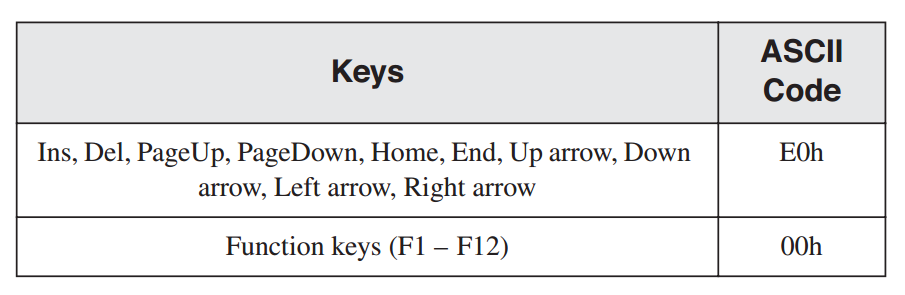 Keys
ASCII
Code
Ins, Del, PageUp, PageDown, Home, End, Up arrow, Down
arrow, Left arrow, Right arrow
E0h
Function keys (F1 – F12)
00h